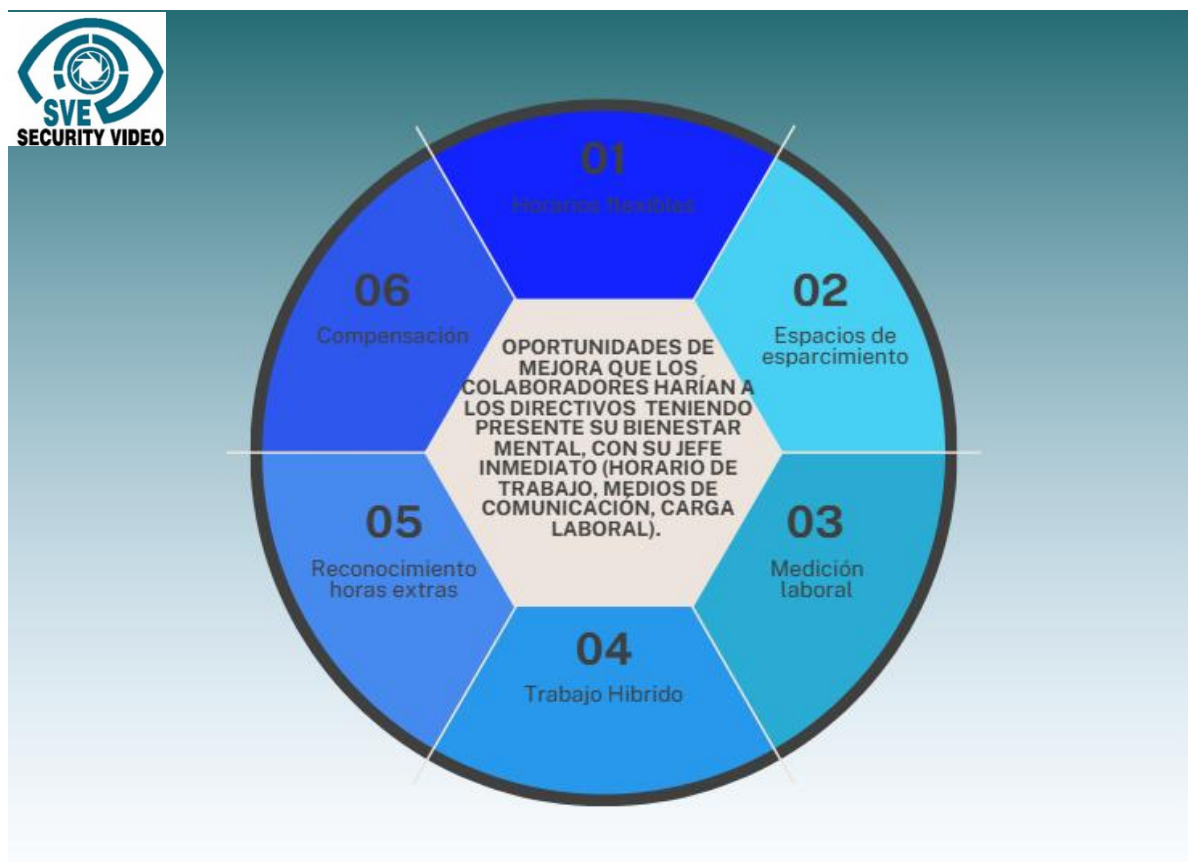 SVE
SECURITY VIDEO
01
Horarios flexibles
02
Espacios de
esparcimiento
03
Medición
laboral
04
Trabajo Hibrido
05
Reconocimiento
horas extras
06
Compensación
OPORTUNIDADES DE
MEJORA QUE LOS
COLABORADORES HARÍAN A
LOS DIRECTIVOS TENIENDO
PRESENTE SU BIENESTAR
MENTAL, CON SU JEFE
INMEDIATO (HORARIO DE
TRABAJO, MEDIOS DE
COMUNICACIÓN, CARGA
LABORAL).